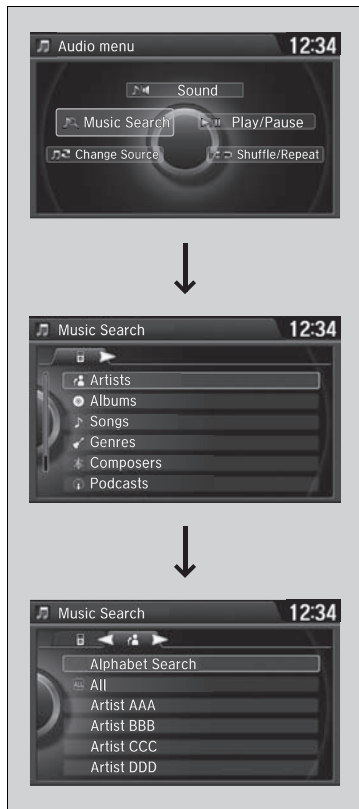 Audio menu 12:34
Sound
Music Search Play/Pause
Change Source Shuffle/Repeat
Music Search 12:34
Artists
Albums
Songs
Genres
Composers
Podcasts
Music Search 12:34
Alphabet Search
ALL All
Artist AAA
Artist BBB
Artist CCC
Artist DDD